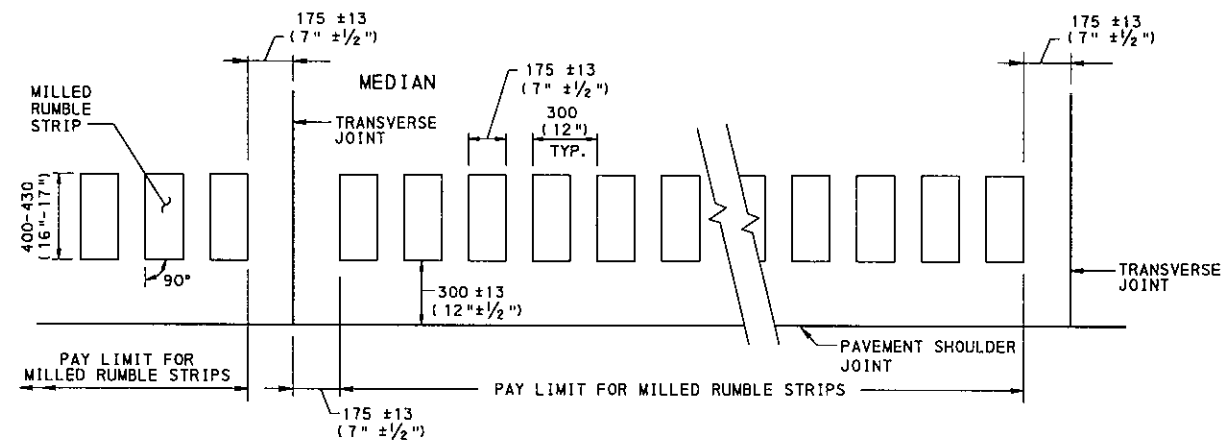 175 ±13
(7" ±1/2")
175 ±13
(7" ±1/2")
MEDIAN
175 ±13
(7" ±1/2")
MILLED
RUMBLE
STRIP
TRANSVERSE
JOINT
300
(12")
TYP.
400-430
(16"-17")
90°
300 ±13
(12"±1/2")
TRANSVERSE
JOINT
PAVEMENT SHOULDER
JOINT
PAY LIMIT FOR
MILLED RUMBLE STRIPS
PAY LIMIT FOR MILLED RUMBLE STRIPS
175 ±13
(7" ±1/2")